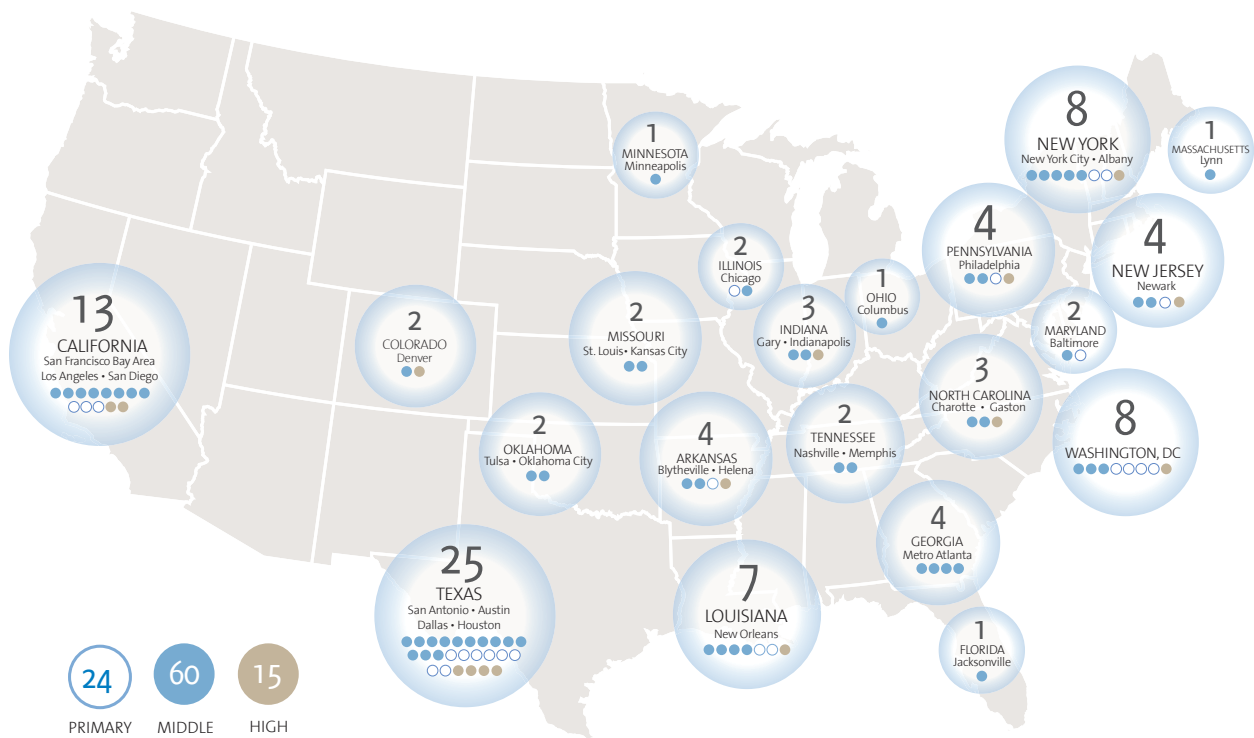 8
NEW YORK
New York City • Albany
1
MASSACHUSETTS
Lynn
1
MINNESOTA
Minneapolis
4
PENNSYLVANIA
Philadelphia
4
NEW JERSEY
Newark
2
ILLINOIS
Chicago
1
OHIO
Columbus
13
CALIFORNIA
San Francisco Bay Area
Los Angeles • San Diego
2
COLORADO
Denver
2
MISSOURI
St. Louis• Kansas City
3
INDIANA
Gary • Indianapolis
2
MARYLAND
Baltimore
3
NORTH CAROLINA
Charotte • Gaston
2
OKLAHOMA
Tulsa • Oklahoma City
4
ARKANSAS
Blytheville • Helena
2
TENNESSEE
Nashville • Memphis
8
WASHINGTON, DC
4
GEORGIA
Metro Atlanta
25
TEXAS
San Antonio • Austin
Dallas • Houston
7
LOUISIANA
New Orleans
1
FLORIDA
Jacksonville
24
PRIMARY
60
MIDDLE
15
HIGH